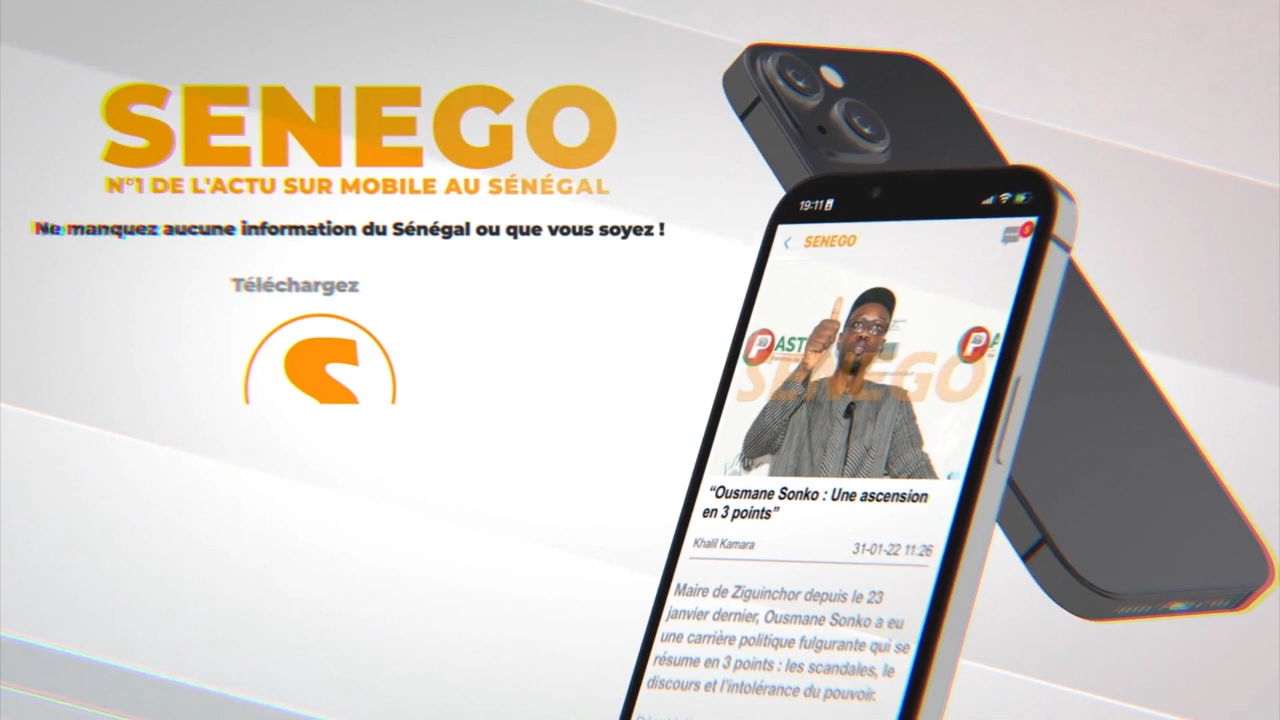 SENEGO
N°1 DE L'ACTU SUR MOBILE AU SÉNÉGAL
Ne manquez aucune information du Sénégal ou que vous soyez !
Téléchargez
S
19:11
SENEGO
5
PAST
SENEGO
"Ousmane Sonko : Une ascension
en 3 points"
Khalil Kamara
31-01-22 11:26
Maire de Ziguinchor depuis le 23
janvier dernier, Ousmane Sonko a eu
une carrière politique fulgurante qui se
résume en 3 points : les scandales, le
discours et l'intolérance du pouvoir.